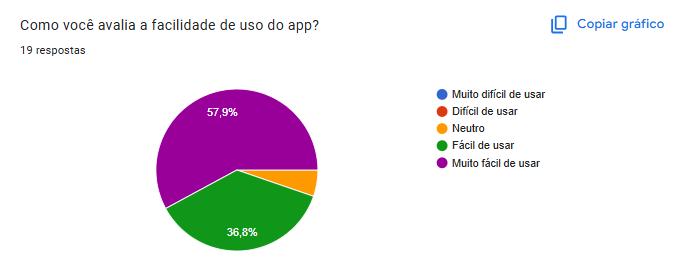 Como você avalia a facilidade de uso do app?
Copiar gráfico
19 respostas
57,9%
36,8%
Muito difícil de usar
Difícil de usar
Neutro
Fácil de usar
Muito fácil de usar